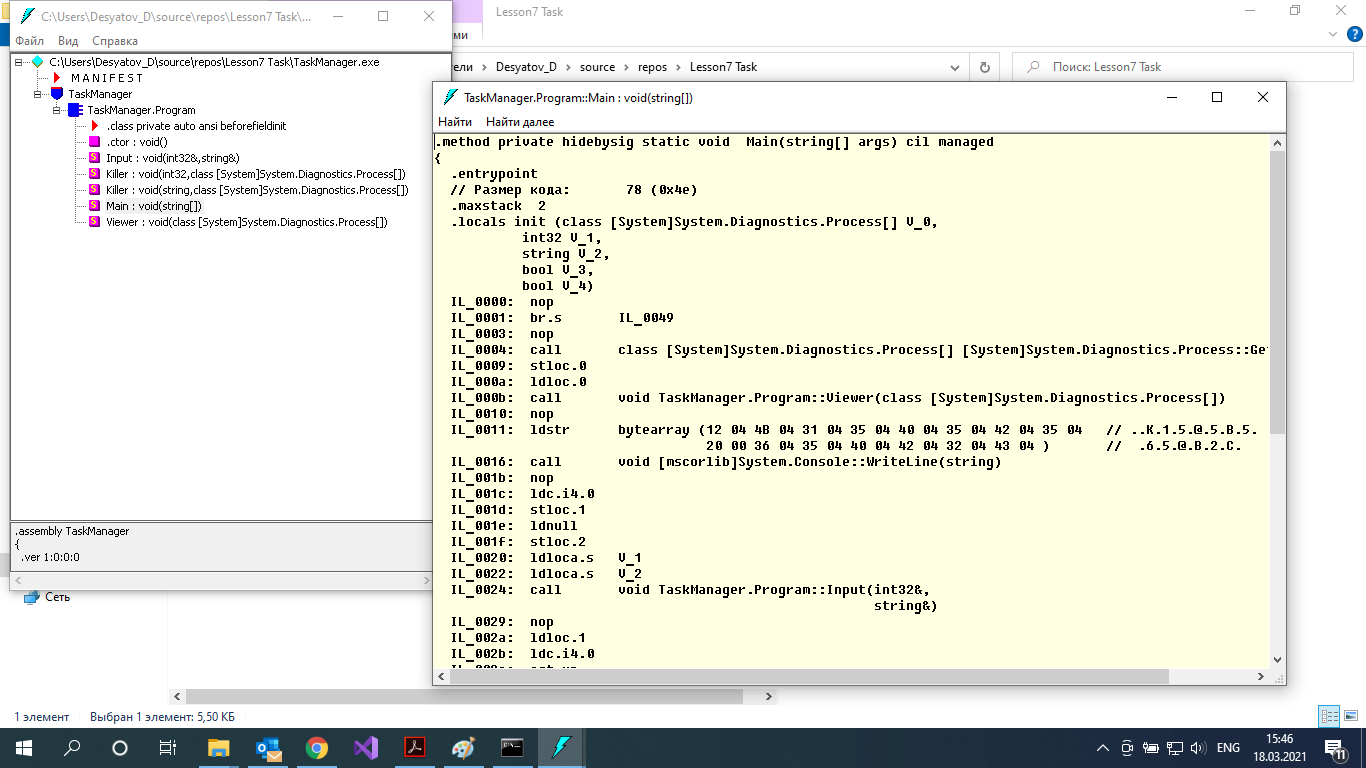 C:\Users\Desyatov_D\source\repos\Lesson7 Task\...
Файл Вид Справка
C:\Users\Desyatov_D\source\repos\Lesson7 Task\TaskManager.exe
M A N I F E S T
TaskManager
TaskManager.Program
.class private auto ansi beforefieldinit
.ctor : void()
Input : void(int32&,string&)
Killer : void(int32,class [System]System.Diagnostics.Process[])
Killer : void(string,class [System]System.Diagnostics.Process[])
Main : void(string[])
Viewer : void(class [System]System.Diagnostics.Process[])
.assembly TaskManager
{
.ver 1:0:0:0
Lesson7 Task
Desyatov_D source repos Lesson7 Task
Поиск: Lesson7 Task
TaskManager.Program::Main : void(string[])
Найти Найти далее
.method private hidebysig static void  Main(string[] args) cil managed
{
  .entrypoint
  // Размер кода:       78 (0x4e)
  .maxstack  2
  .locals init (class [System]System.Diagnostics.Process[] V_0,
           int32 V_1,
           string V_2,
           bool V_3,
           bool V_4)
  IL_0000:  nop
  IL_0001:  br.s       IL_0049
  IL_0003:  nop
  IL_0004:  call       class [System]System.Diagnostics.Process[] [System]System.Diagnostics.Process::Ge
  IL_0009:  stloc.0
  IL_000a:  ldloc.0
  IL_000b:  call       void TaskManager.Program::Viewer(class [System]System.Diagnostics.Process[])
  IL_0010:  nop
  IL_0011:  ldstr      bytearray (12 04 4B 04 31 04 35 04 40 04 35 04 42 04 35 04   // ..K.1.5.@.5.B.5.
                                  20 00 36 04 35 04 40 04 42 04 32 04 43 04 )       //  .6.5.@.B.2.C.
  IL_0016:  call       void [mscorlib]System.Console::WriteLine(string)
  IL_001b:  nop
  IL_001c:  ldc.i4.0
  IL_001d:  stloc.1
  IL_001e:  ldnull
  IL_001f:  stloc.2
  IL_0020:  ldloca.s   V_1
  IL_0022:  ldloca.s   V_2
  IL_0024:  call       void TaskManager.Program::Input(int32&,
                                                       string&)
  IL_0029:  nop
  IL_002a:  ldloc.1
  IL_002b:  ldc.i4.0
Сеть
1 элемент Выбран 1 элемент: 5,50 КБ
ENG
15:46
18.03.2021
11